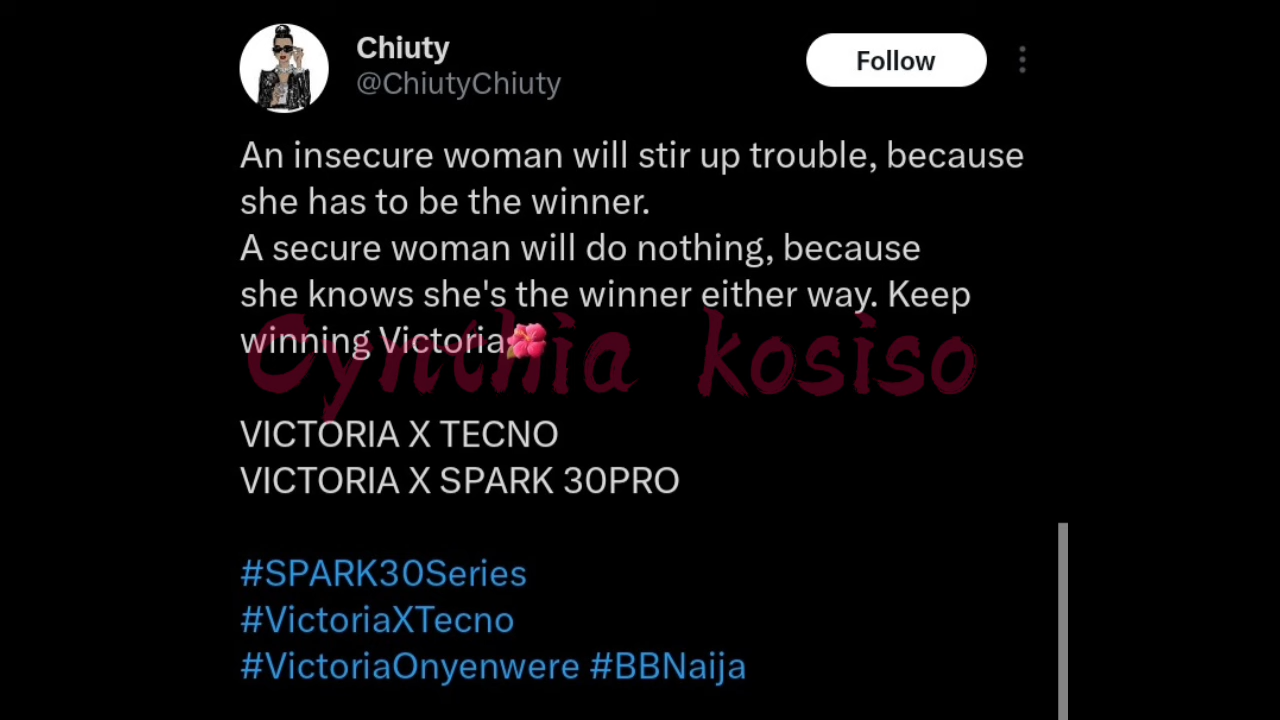 Chiuty
@ChiutyChiuty
Follow
An insecure woman will stir up trouble, because
she has to be the winner.
A secure woman will do nothing, because
she knows she's the winner either way. Keep
winning Victoria🌺
Cynthia kosiso
VICTORIA X TECNO
VICTORIA X SPARK 30PRO
#SPARK30Series
#VictoriaXTecno
#VictoriaOnyenwere #BBNaija